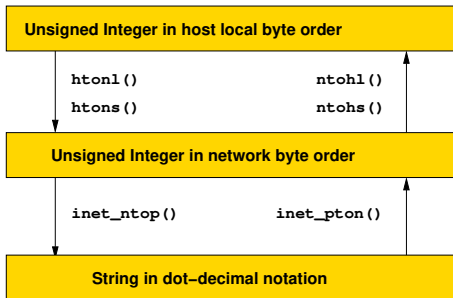 Unsigned Integer in host local byte order
htonl() ntohl()
htons() ntohs()
Unsigned Integer in network byte order
inet_ntop() inet_pton()
String in dot−decimal notation